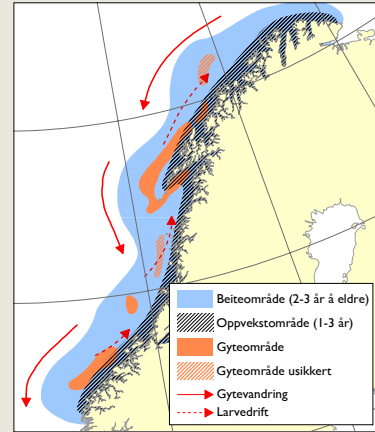 Beiteområde (2-3 år å eldre)
Oppvekstområde (1-3 år)
Gyteområde
Gyteområde usikkert
Gytevandring
Larvedrift